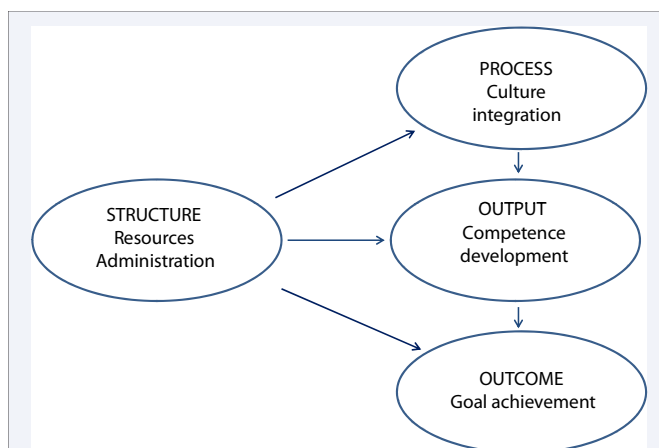 PROCESS
Culture
integration
STRUCTURE
Resources
Administration
OUTPUT
Competence
development
OUTCOME
Goal achievement